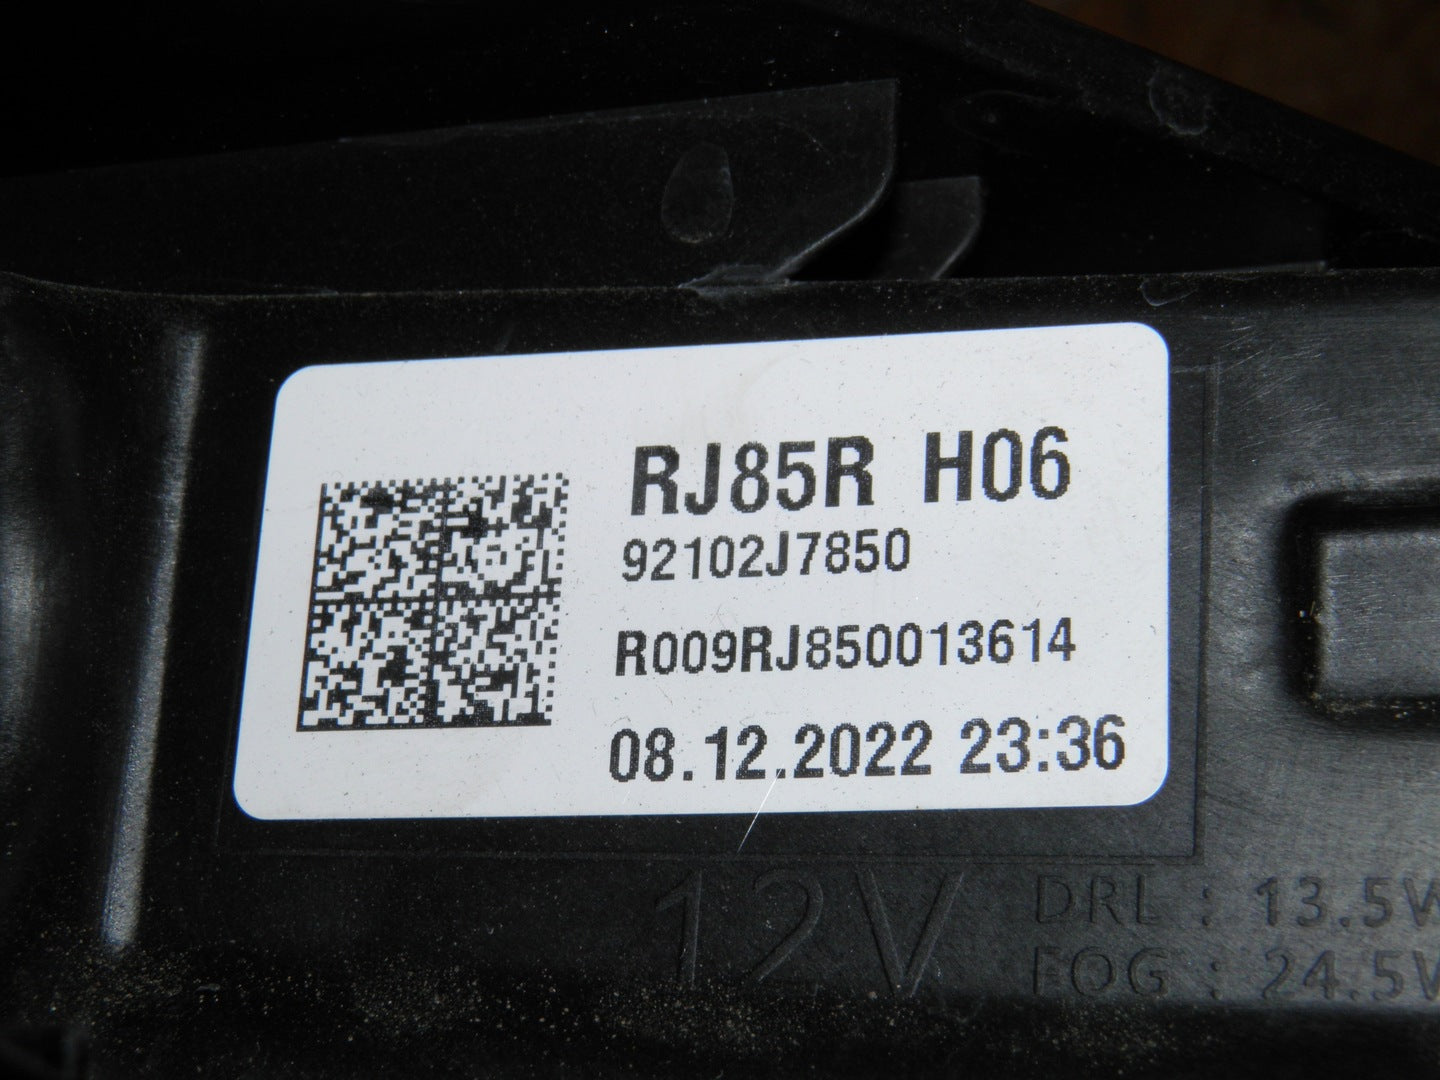 RJ85R H06
92102J7850
R009RJ850013614
08.12.2022 23:36
12V
DRL : 13.5W
FOG : 24.5W